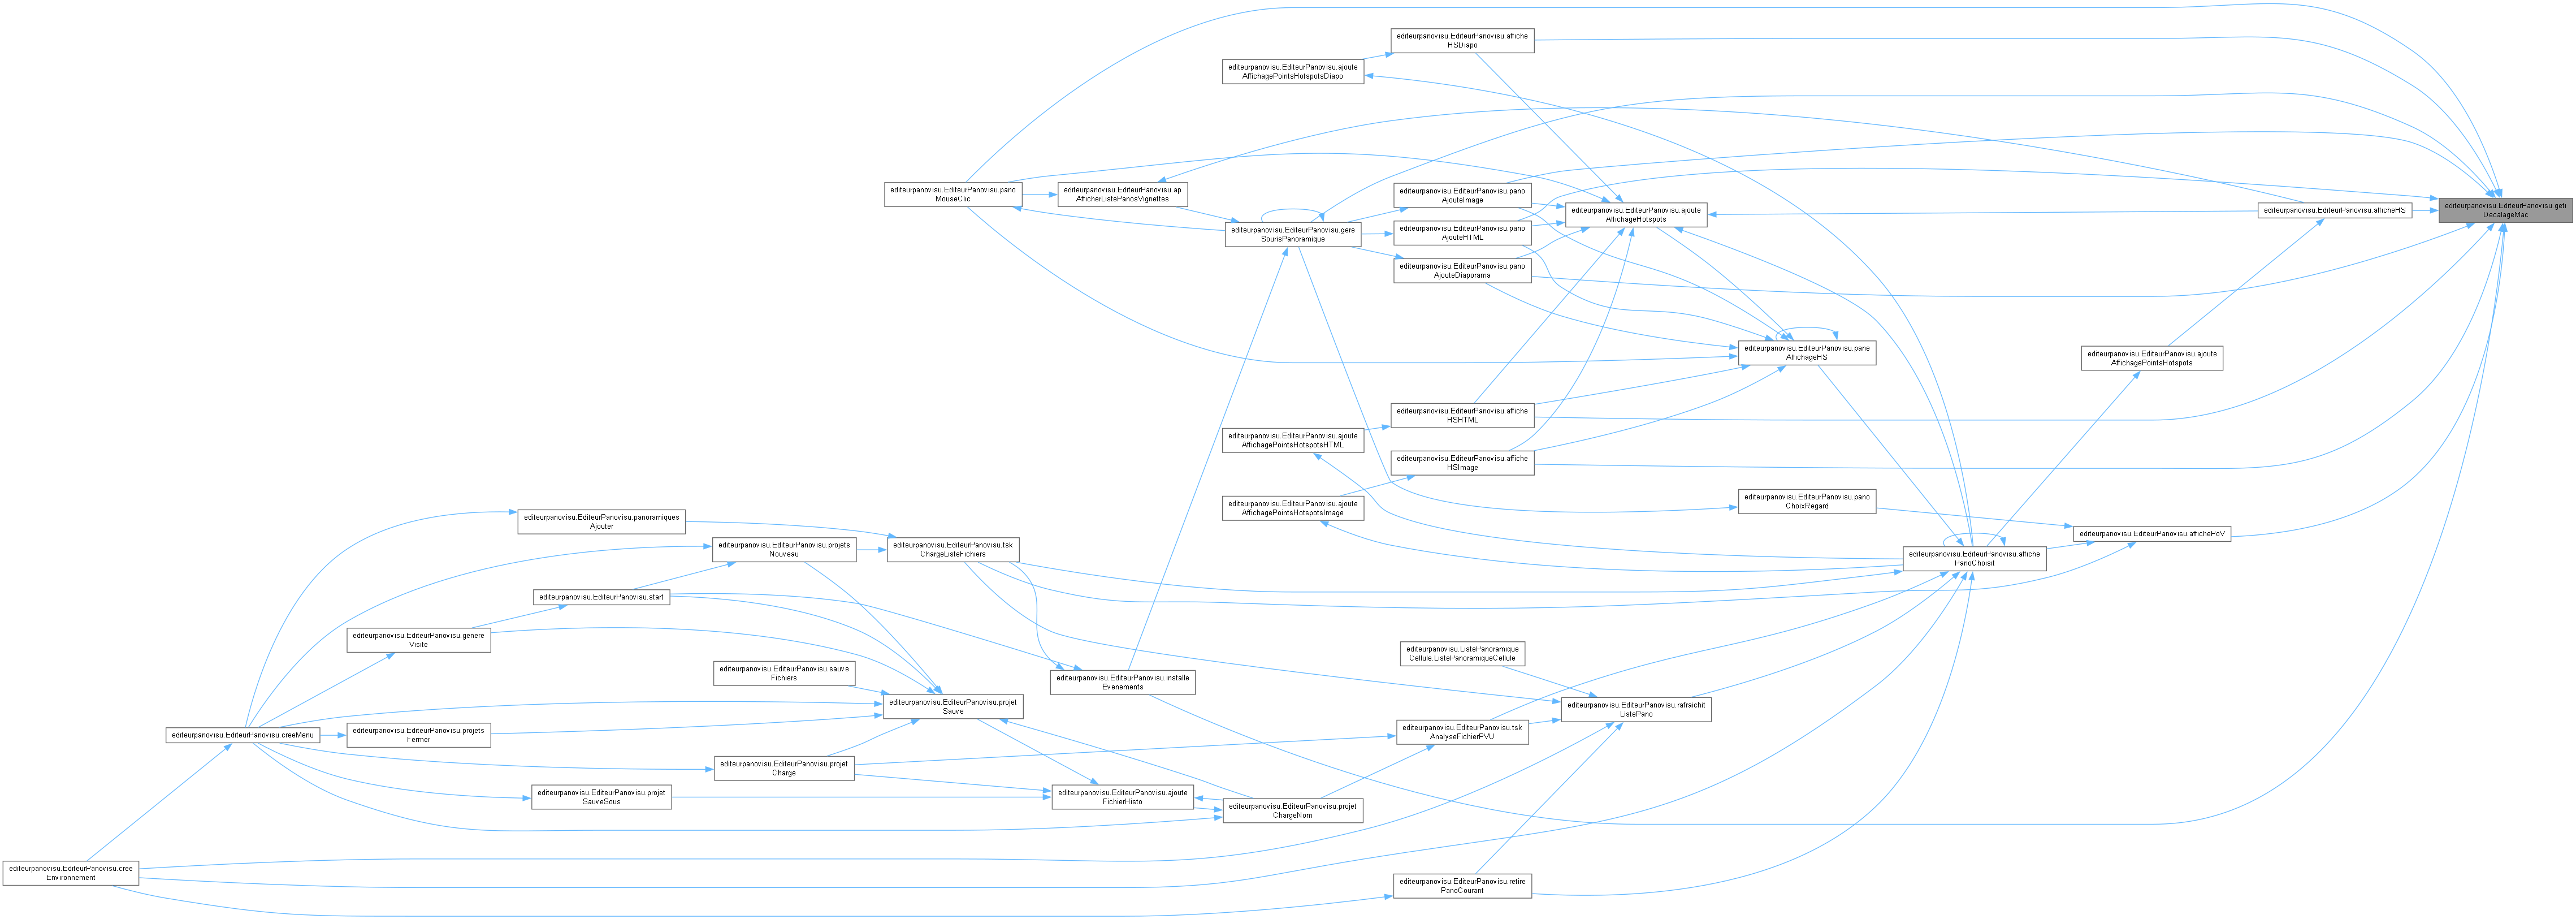 editeurpanovisu.EditeurPanovisu.affiche
HSDiapo
editeurpanovisu.EditeurPanovisu.ajoute
AffichagePointsHotspotsDiapo
editeurpanovisu.EditeurPanovisu.pano
MouseClic
editeurpanovisu.EditeurPanovisu.ap
AfficherListePanosVignettes
editeurpanovisu.EditeurPanovisu.pano
AjouteImage
editeurpanovisu.EditeurPanovisu.ajoute
AffichageHotspots
editeurpanovisu.EditeurPanovisu.afficheHS
editeurpanovisu.EditeurPanovisu.geti
DecalageMac
editeurpanovisu.EditeurPanovisu.gere
SourisPanoramique
editeurpanovisu.EditeurPanovisu.pano
AjouteHTML
editeurpanovisu.EditeurPanovisu.pano
AjouteDiaporama
editeurpanovisu.EditeurPanovisu.pane
AffichageHS
editeurpanovisu.EditeurPanovisu.ajoute
AffichagePointsHotspots
editeurpanovisu.EditeurPanovisu.affiche
HSHTML
editeurpanovisu.EditeurPanovisu.ajoute
AffichagePointsHotspotsHTML
editeurpanovisu.EditeurPanovisu.affiche
HSImage
editeurpanovisu.EditeurPanovisu.ajoute
AffichagePointsHotspotsImage
editeurpanovisu.EditeurPanovisu.pano
ChoixRegard
editeurpanovisu.EditeurPanovisu.panoramiques
Ajouter
editeurpanovisu.EditeurPanovisu.affichePoV
editeurpanovisu.EditeurPanovisu.projets
Nouveau
editeurpanovisu.EditeurPanovisu.tsk
ChargeListeFichiers
editeurpanovisu.EditeurPanovisu.affiche
PanoChoisit
editeurpanovisu.EditeurPanovisu.start
editeurpanovisu.EditeurPanovisu.genere
Visite
editeurpanovisu.ListePanoramique
Cellule.ListePanoramiqueCellule
editeurpanovisu.EditeurPanovisu.sauve
Fichiers
editeurpanovisu.EditeurPanovisu.installe
Evenements
editeurpanovisu.EditeurPanovisu.projet
Sauve
editeurpanovisu.EditeurPanovisu.rafraichit
ListePano
editeurpanovisu.EditeurPanovisu.creeMenu
editeurpanovisu.EditeurPanovisu.projets
Fermer
editeurpanovisu.EditeurPanovisu.tsk
AnalyseFichierPVU
editeurpanovisu.EditeurPanovisu.projet
Charge
editeurpanovisu.EditeurPanovisu.projet
SauveSous
editeurpanovisu.EditeurPanovisu.ajoute
FichierHisto
editeurpanovisu.EditeurPanovisu.projet
ChargeNom
editeurpanovisu.EditeurPanovisu.cree
Environnement
editeurpanovisu.EditeurPanovisu.retire
PanoCourant